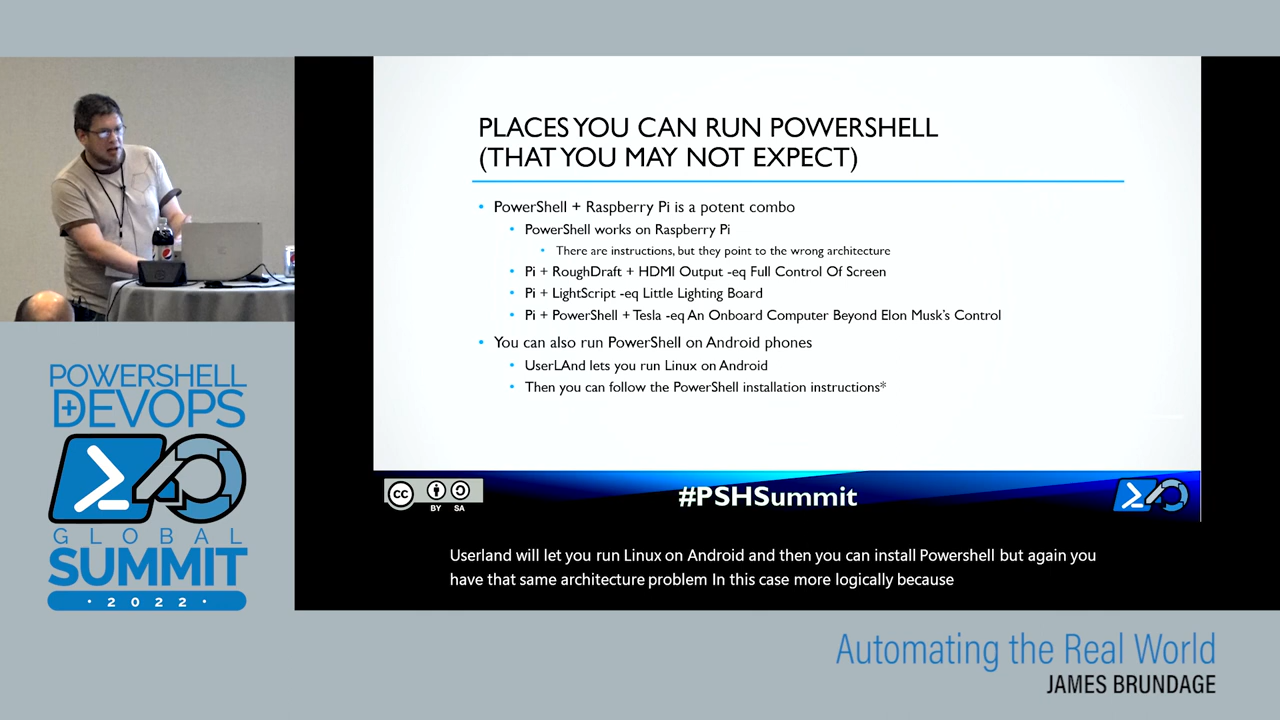 PLACES YOU CAN RUN POWERSHELL
(THAT YOU MAY NOT EXPECT)
• PowerShell + Raspberry Pi is a potent combo
• PowerShell works on Raspberry Pi
• There are instructions, but they point to the wrong architecture
• Pi + RoughDraft + HDMI Output -eq Full Control Of Screen
• Pi + LightScript -eq Little Lighting Board
• Pi + PowerShell + Tesla -eq An Onboard Computer Beyond Elon Musk's Control
• You can also run PowerShell on Android phones
• UserLAnd lets you run Linux on Android
• Then you can follow the PowerShell installation instructions*
cc
BY SA
#PSHSummit
Userland will let you run Linux on Android and then you can install Powershell but again you
have that same architecture problem In this case more logically because
POWERSHELL
+DEVOPS
GLOBAL
SUMMIT
· 2022 ·
Automating the Real World
JAMES BRUNDAGE